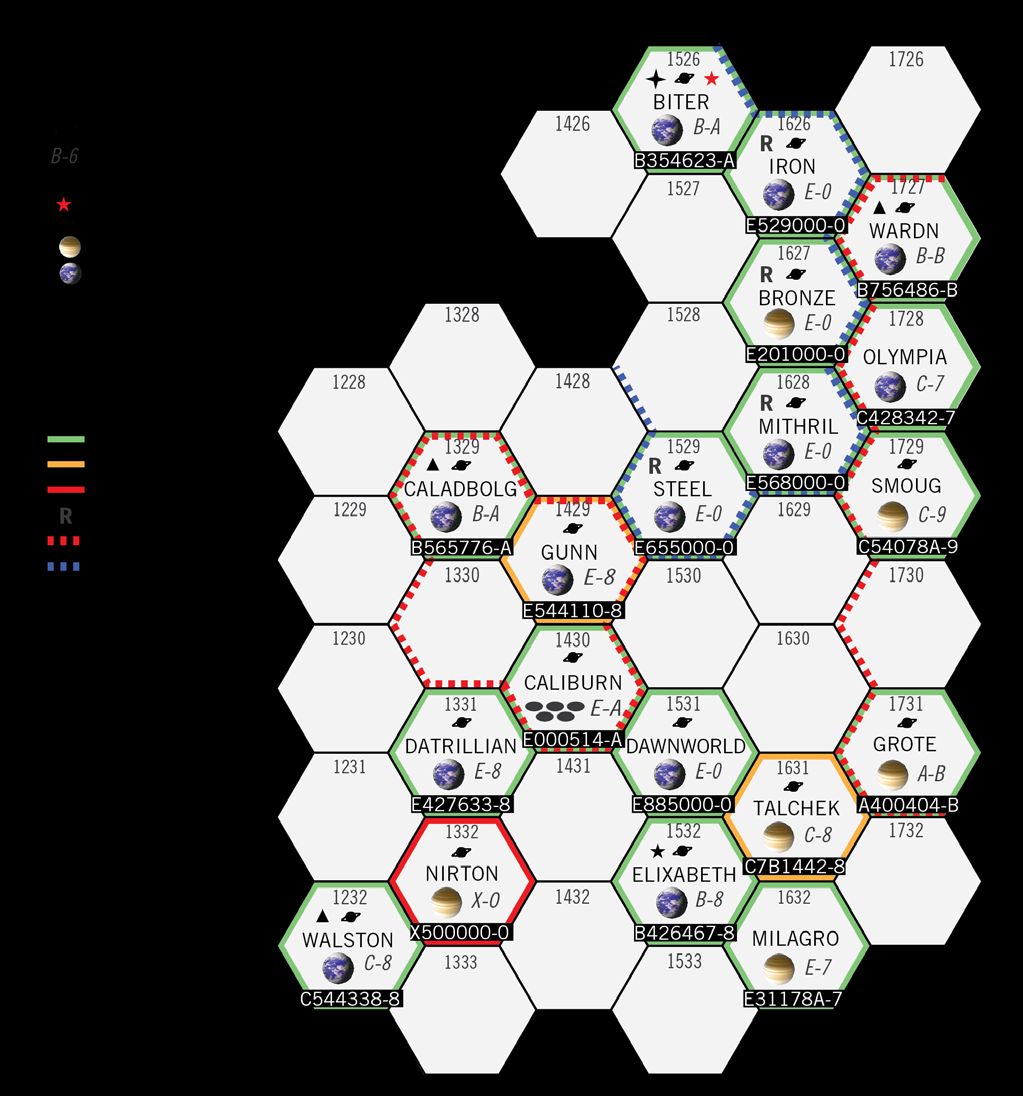 1526
BITER
B-A
B354623-A
1726
1426
1626
R
IRON
E-0
E529000-0
B-6
1527
1727
WARDN
B-B
B756486-B
1627
R
BRONZE
E-0
E201000-0
1328
1528
1728
OLYMPIA
C-7
C428342-7
1228
1428
1628
R
MITHRIL
E-0
E568000-0
1329
CALADBOLG
B-A
B565776-A
1529
R
STEEL
E-0
E655000-0
1729
SMOUG
C-9
C54078A-9
R
1229
1429
GUNN
E-8
E544110-8
1629
1330
1530
1730
1230
1430
CALIBURN
E-A
E000514-A
1630
1331
DATRILLIAN
E-8
E427633-8
1531
DAWNWORLD
E-0
E885000-0
1731
GROTE
A-B
A400404-B
1231
1431
1631
TALCHEK
C-8
C7B1442-8
1332
NIRTON
X-0
X500000-0
1532
ELIXABETH
B-8
B426467-8
1732
1232
WALSTON
C-8
C544338-8
1432
1632
MILAGRO
E-7
E31178A-7
1333
1533